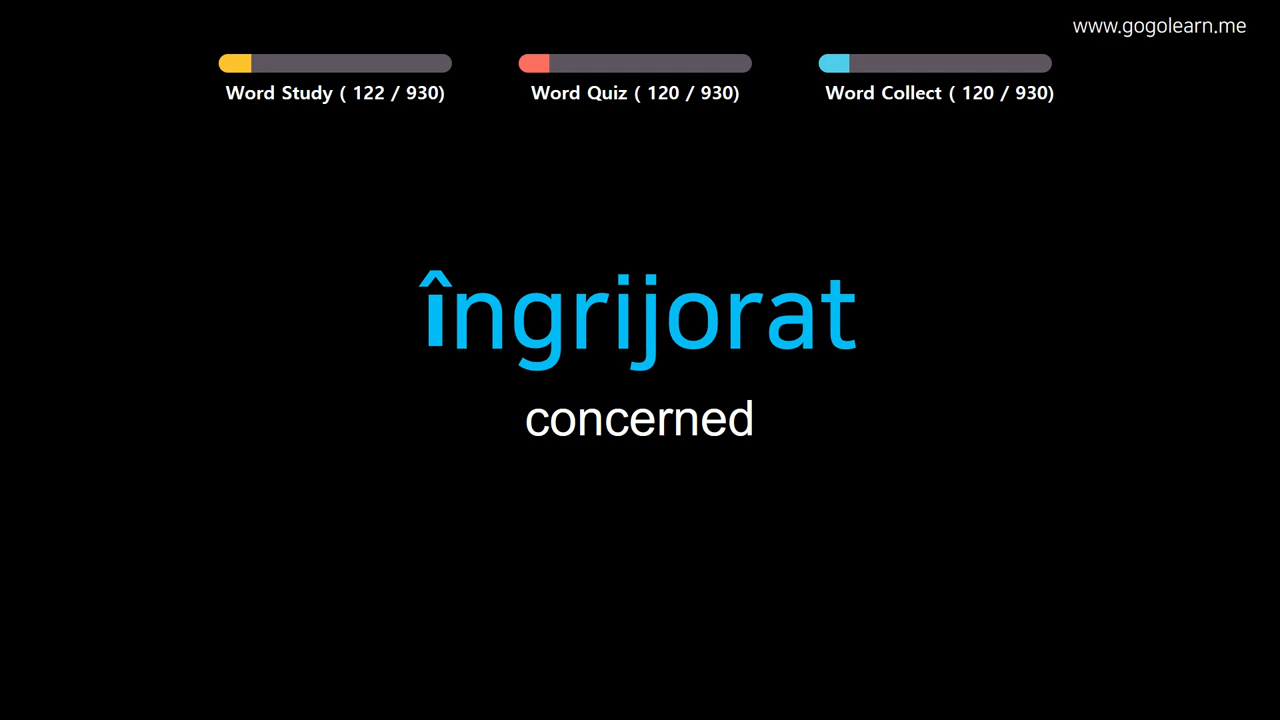 www.gogolearn.me
Word Study ( 122 / 930)
Word Quiz ( 120 / 930)
Word Collect ( 120 / 930)
îngrijorat
concerned